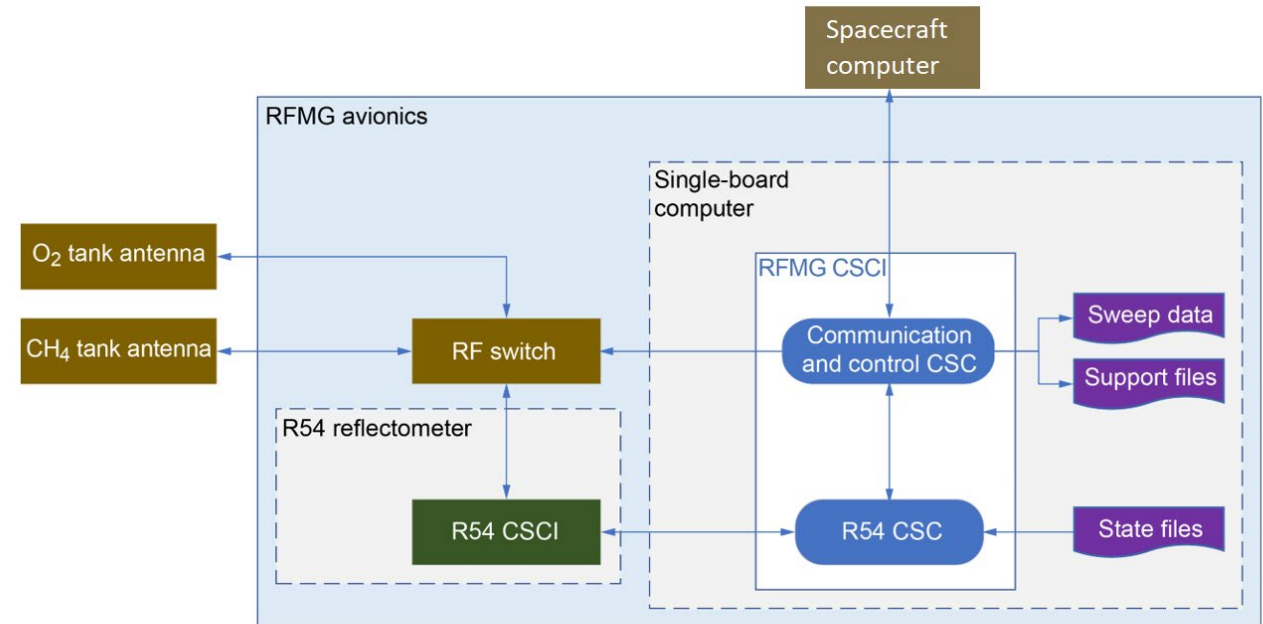 Spacecraft
computer
RFMG avionics
Single-board
computer
O₂ tank antenna
RFMG CSCI
CH₄ tank antenna
RF switch
Communication
and control CSC
Sweep data
Support files
R54 reflectometer
R54 CSCI
R54 CSC
State files